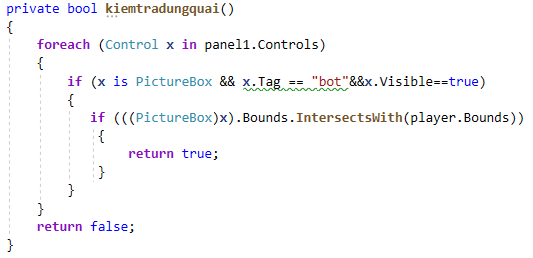 private bool kiemtradungquai()
{
foreach (Control x in panel1.Controls)
{
if (x is PictureBox && x.Tag == "bot"&&x.Visible==true)
{
if (((PictureBox)x).Bounds.IntersectsWith(player.Bounds))
{
return true;
}
}
}
return false;
}